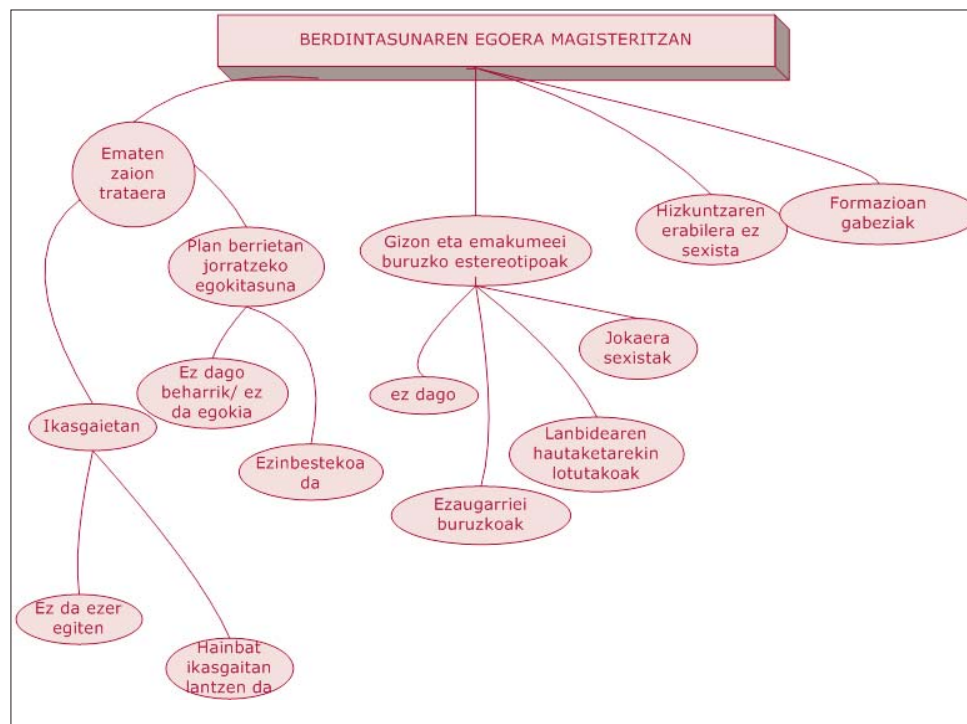 BERDINTASUNAREN EGOERA MAGISTERITZAN
Ematen
zaion
trataera
Plan berrietan
jorratzeko
egokitasuna
Gizon eta emakumeei
buruzko estereotipoak
Hizkuntzaren
erabilera ez
sexista
Formazioan
gabeziak
Ez dago
beharrik/ ez
da egokia
ez dago
Jokaera
sexistak
Ikasgaietan
Ezinbestekoa
da
Lanbidearen
hautaketarekin
lotutakoak
Ezaugarriei
buruzkoak
Ez da ezer
egiten
Hainbat
ikasgaitan
lantzen da